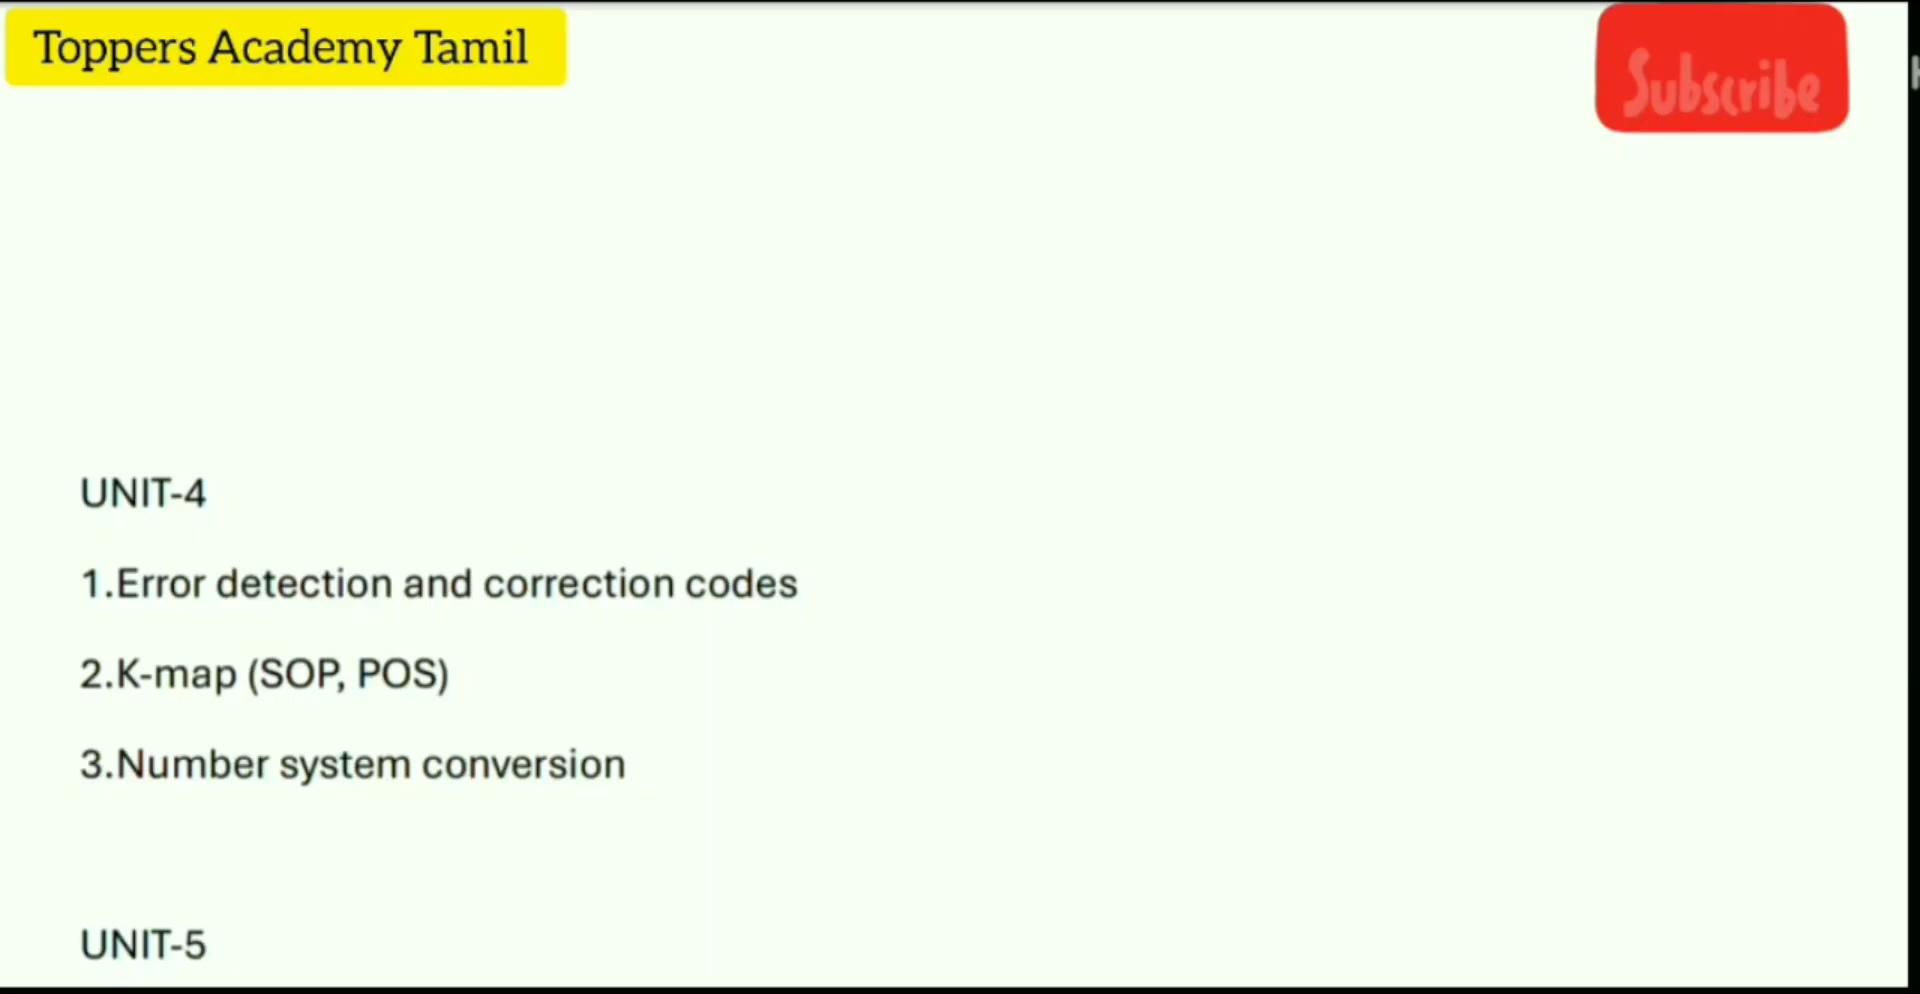 Toppers Academy Tamil
Subscribe
UNIT-4
1.Error detection and correction codes
2.K-map (SOP, POS)
3.Number system conversion
UNIT-5